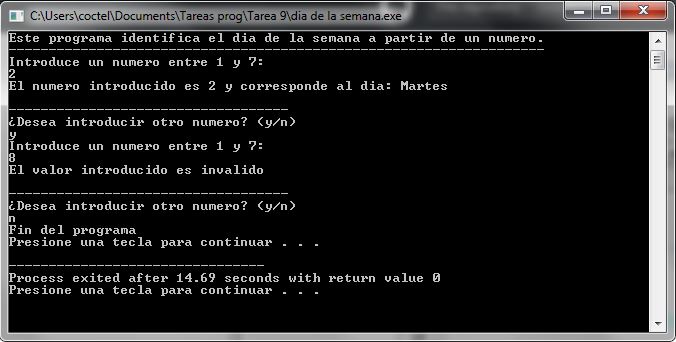 C:\Users\coctel\Documents\Tareas prog\Tarea 9\dia de la semana.exe
Este programa identifica el dia de la semana a partir de un numero.
-------------------------------------------------------------------
Introduce un numero entre 1 y 7:
2
El numero introducido es 2 y corresponde al dia: Martes
-----------------------------------
¿Desea introducir otro numero? (y/n)
y
Introduce un numero entre 1 y 7:
8
El valor introducido es invalido
-----------------------------------
¿Desea introducir otro numero? (y/n)
n
Fin del programa
Presione una tecla para continuar . . .
--------------------------------
Process exited after 14.69 seconds with return value 0
Presione una tecla para continuar . . .